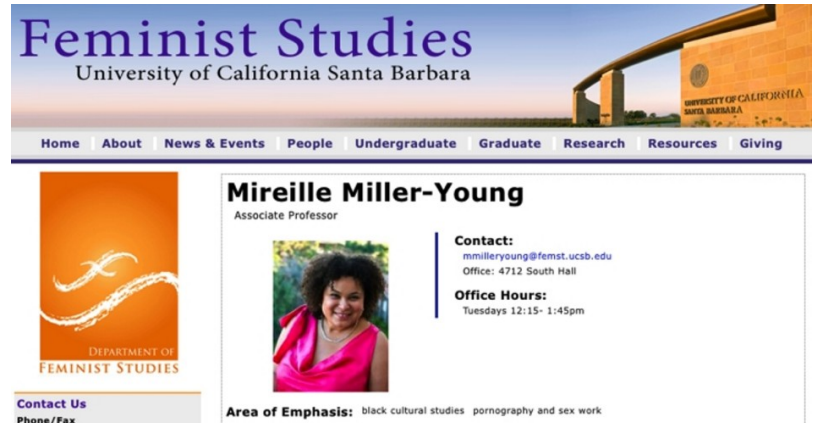 Feminist Studies
University of California Santa Barbara
UNIVERSITY OF CALIFORNIA
SANTA BARBARA
Home About News & Events People Undergraduate Graduate Research Resources Giving
DEPARTMENT OF
FEMINIST STUDIES
Contact Us
Phone/Fax
Mireille Miller-Young
Associate Professor
Contact:
mmilleryoung@femst.ucsb.edu
Office: 4712 South Hall
Office Hours:
Tuesdays 12:15- 1:45pm
Area of Emphasis: black cultural studies pornography and sex work